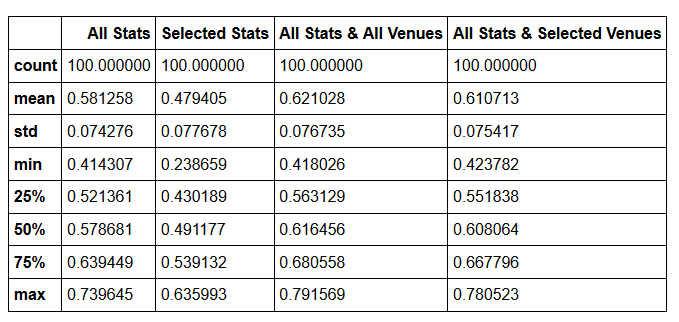 All Stats Selected Stats All Stats & All Venues All Stats & Selected Venues
count 100.000000 100.000000 100.000000 100.000000
mean 0.581258 0.479405 0.621028 0.610713
std 0.074276 0.077678 0.076735 0.075417
min 0.414307 0.238659 0.418026 0.423782
25% 0.521361 0.430189 0.563129 0.551838
50% 0.578681 0.491177 0.616456 0.608064
75% 0.639449 0.539132 0.680558 0.667796
max 0.739645 0.635993 0.791569 0.780523